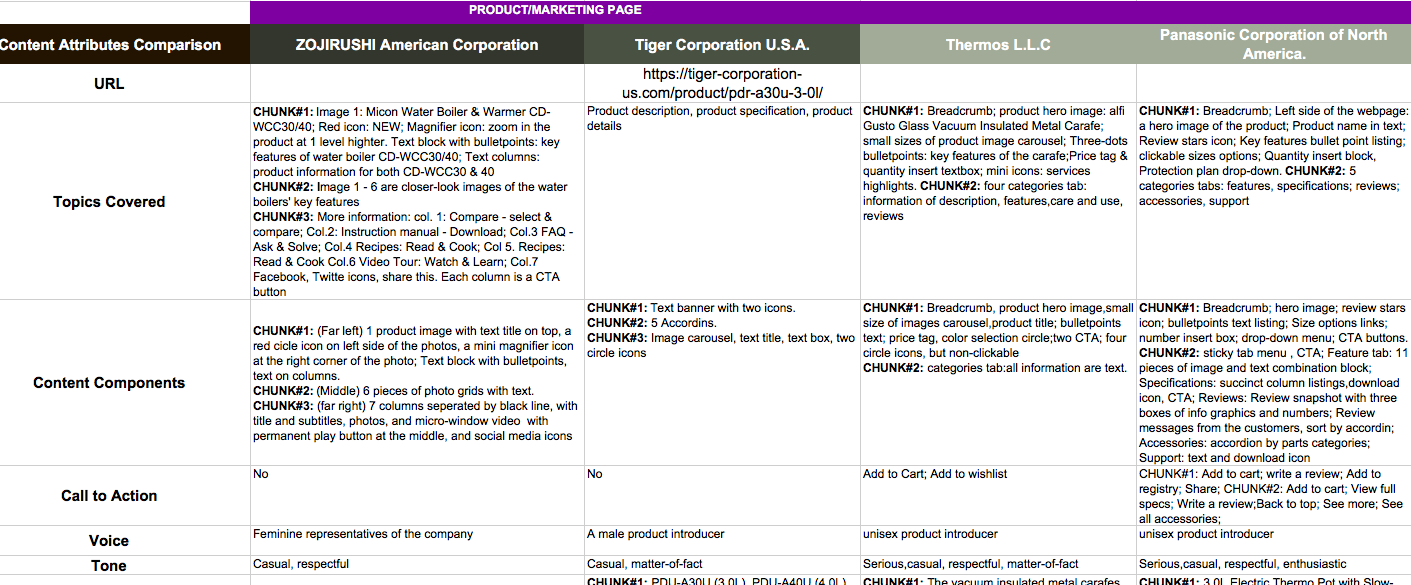 PRODUCT/MARKETING PAGE
Content Attributes Comparison
ZOJIRUSHI American Corporation
Tiger Corporation U.S.A.
Thermos L.L.C
Panasonic Corporation of North
America.
URL
https://tiger-corporation-
us.com/product/pdr-a30u-3-0l/
Topics Covered
CHUNK#1: Image 1: Micon Water Boiler & Warmer CD-
WCC30/40; Red icon: NEW; Magnifier icon: zoom in the
product at 1 level highter. Text block with bulletpoints: key
features of water boiler CD-WCC30/40; Text columns:
product information for both CD-WCC30 & 40
CHUNK#2: Image 1 - 6 are closer-look images of the water
boilers' key features
CHUNK#3: More information: col. 1: Compare - select &
compare; Col.2: Instruction manual - Download; Col.3 FAQ -
Ask & Solve; Col.4 Recipes: Read & Cook; Col 5. Recipes:
Read & Cook Col.6 Video Tour: Watch & Learn; Col.7
Facebook, Twitte icons, share this. Each column is a CTA
button
Product description, product specification, product
details
CHUNK#1: Breadcrumb; product hero image: alfi
Gusto Glass Vacuum Insulated Metal Carafe;
small sizes of product image carousel; Three-dots
bulletpoints: key features of the carafe;Price tag &
quantity insert textbox; mini icons: services
highlights. CHUNK#2: four categories tab:
information of description, features,care and use,
reviews
CHUNK#1: Breadcrumb; Left side of the webpage:
a hero image of the product; Product name in text;
Review stars icon; Key features bullet point listing;
clickable sizes options; Quantity insert block,
Protection plan drop-down. CHUNK#2: 5
categories tabs: features, specifications; reviews;
accessories, support
Content Components
CHUNK#1: (Far left) 1 product image with text title on top, a
red cicle icon on left side of the photos, a mini magnifier icon
at the right corner of the photo; Text block with bulletpoints,
text on columns.
CHUNK#2: (Middle) 6 pieces of photo grids with text.
CHUNK#3: (far right) 7 columns seperated by black line, with
title and subtitles, photos, and micro-window video with
permanent play button at the middle, and social media icons
CHUNK#1: Text banner with two icons.
CHUNK#2: 5 Accordins.
CHUNK#3: Image carousel, text title, text box, two
circle icons
CHUNK#1: Breadcrumb, product hero image,small
size of images carousel,product title; bulletpoints
text; price tag, color selection circle;two CTA; four
circle icons, but non-clickable
CHUNK#2: categories tab:all information are text.
CHUNK#1: Breadcrumb; hero image; review stars
icon; bulletpoints text listing; Size options links;
number insert box; drop-down menu; CTA buttons.
CHUNK#2: sticky tab menu , CTA; Feature tab: 11
pieces of image and text combination block;
Specifications: succinct column listings,download
icon, CTA; Reviews: Review snapshot with three
boxes of info graphics and numbers; Review
messages from the customers, sort by accordin;
Accessories: accordion by parts categories;
Support: text and download icon
Call to Action
No
No
Add to Cart; Add to wishlist
CHUNK#1: Add to cart; write a review; Add to
registry; Share; CHUNK#2: Add to cart; View full
specs; Write a review;Back to top; See more; See
all accessories;
Voice
Feminine representatives of the company
A male product introducer
unisex product introducer
unisex product introducer
Tone
Casual, respectful
Casual, matter-of-fact
Serious,casual, respectful, matter-of-fact
Serious,casual, respectful, enthusiastic
CHUNK#1: PDU-A30U (3.0L), PDU-A40U (4.0L)
CHUNK#1: The vacuum insulated metal carafes
CHUNK#1: 3.0L Electric Thermo Pot with Slow-